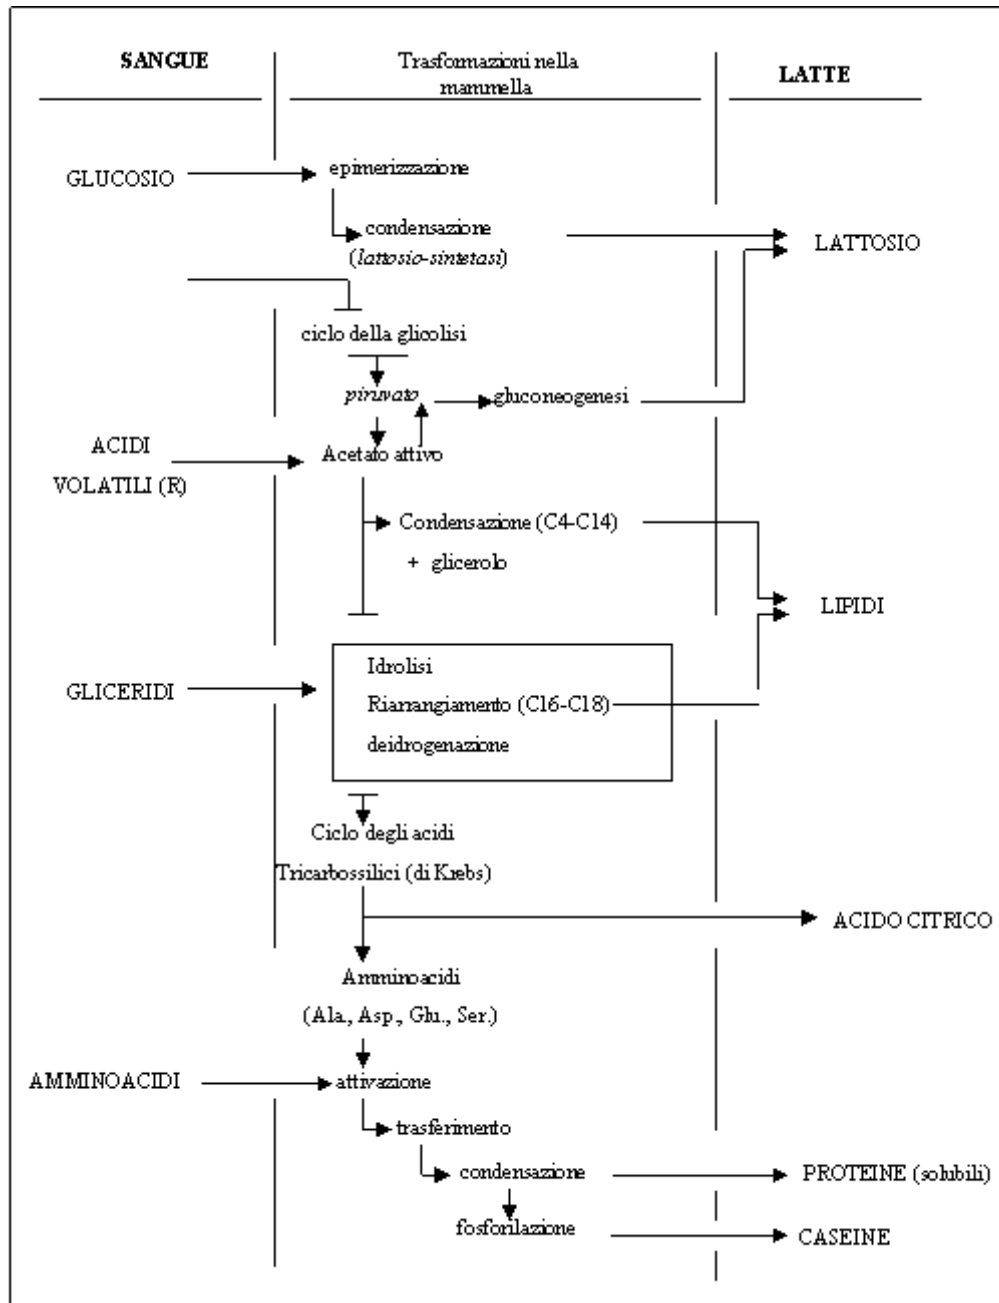 SANGUE
Trasformazioni nella
mammella
LATTE
GLUCOSIO
epimerizzazione
condensazione
(lattosio-sintetasi)
LATTOSIO
ciclo della glicolisi
piruvato
gluconeogenesi
ACIDI
VOLATILI (R)
Acetato attivo
Condensazione (C4-C14)
+ glicerolo
LIPIDI
GLICERIDI
Idrolisi
Riarrangiamento (C16-C18)
deidrogenazione
Ciclo degli acidi
Tricarbossilici (di Krebs)
ACIDO CITRICO
Amminoacidi
(Ala., Asp., Glu., Ser.)
AMMINOACIDI
attivazione
trasferimento
condensazione
PROTEINE (solubili)
fosforilazione
CASEINE